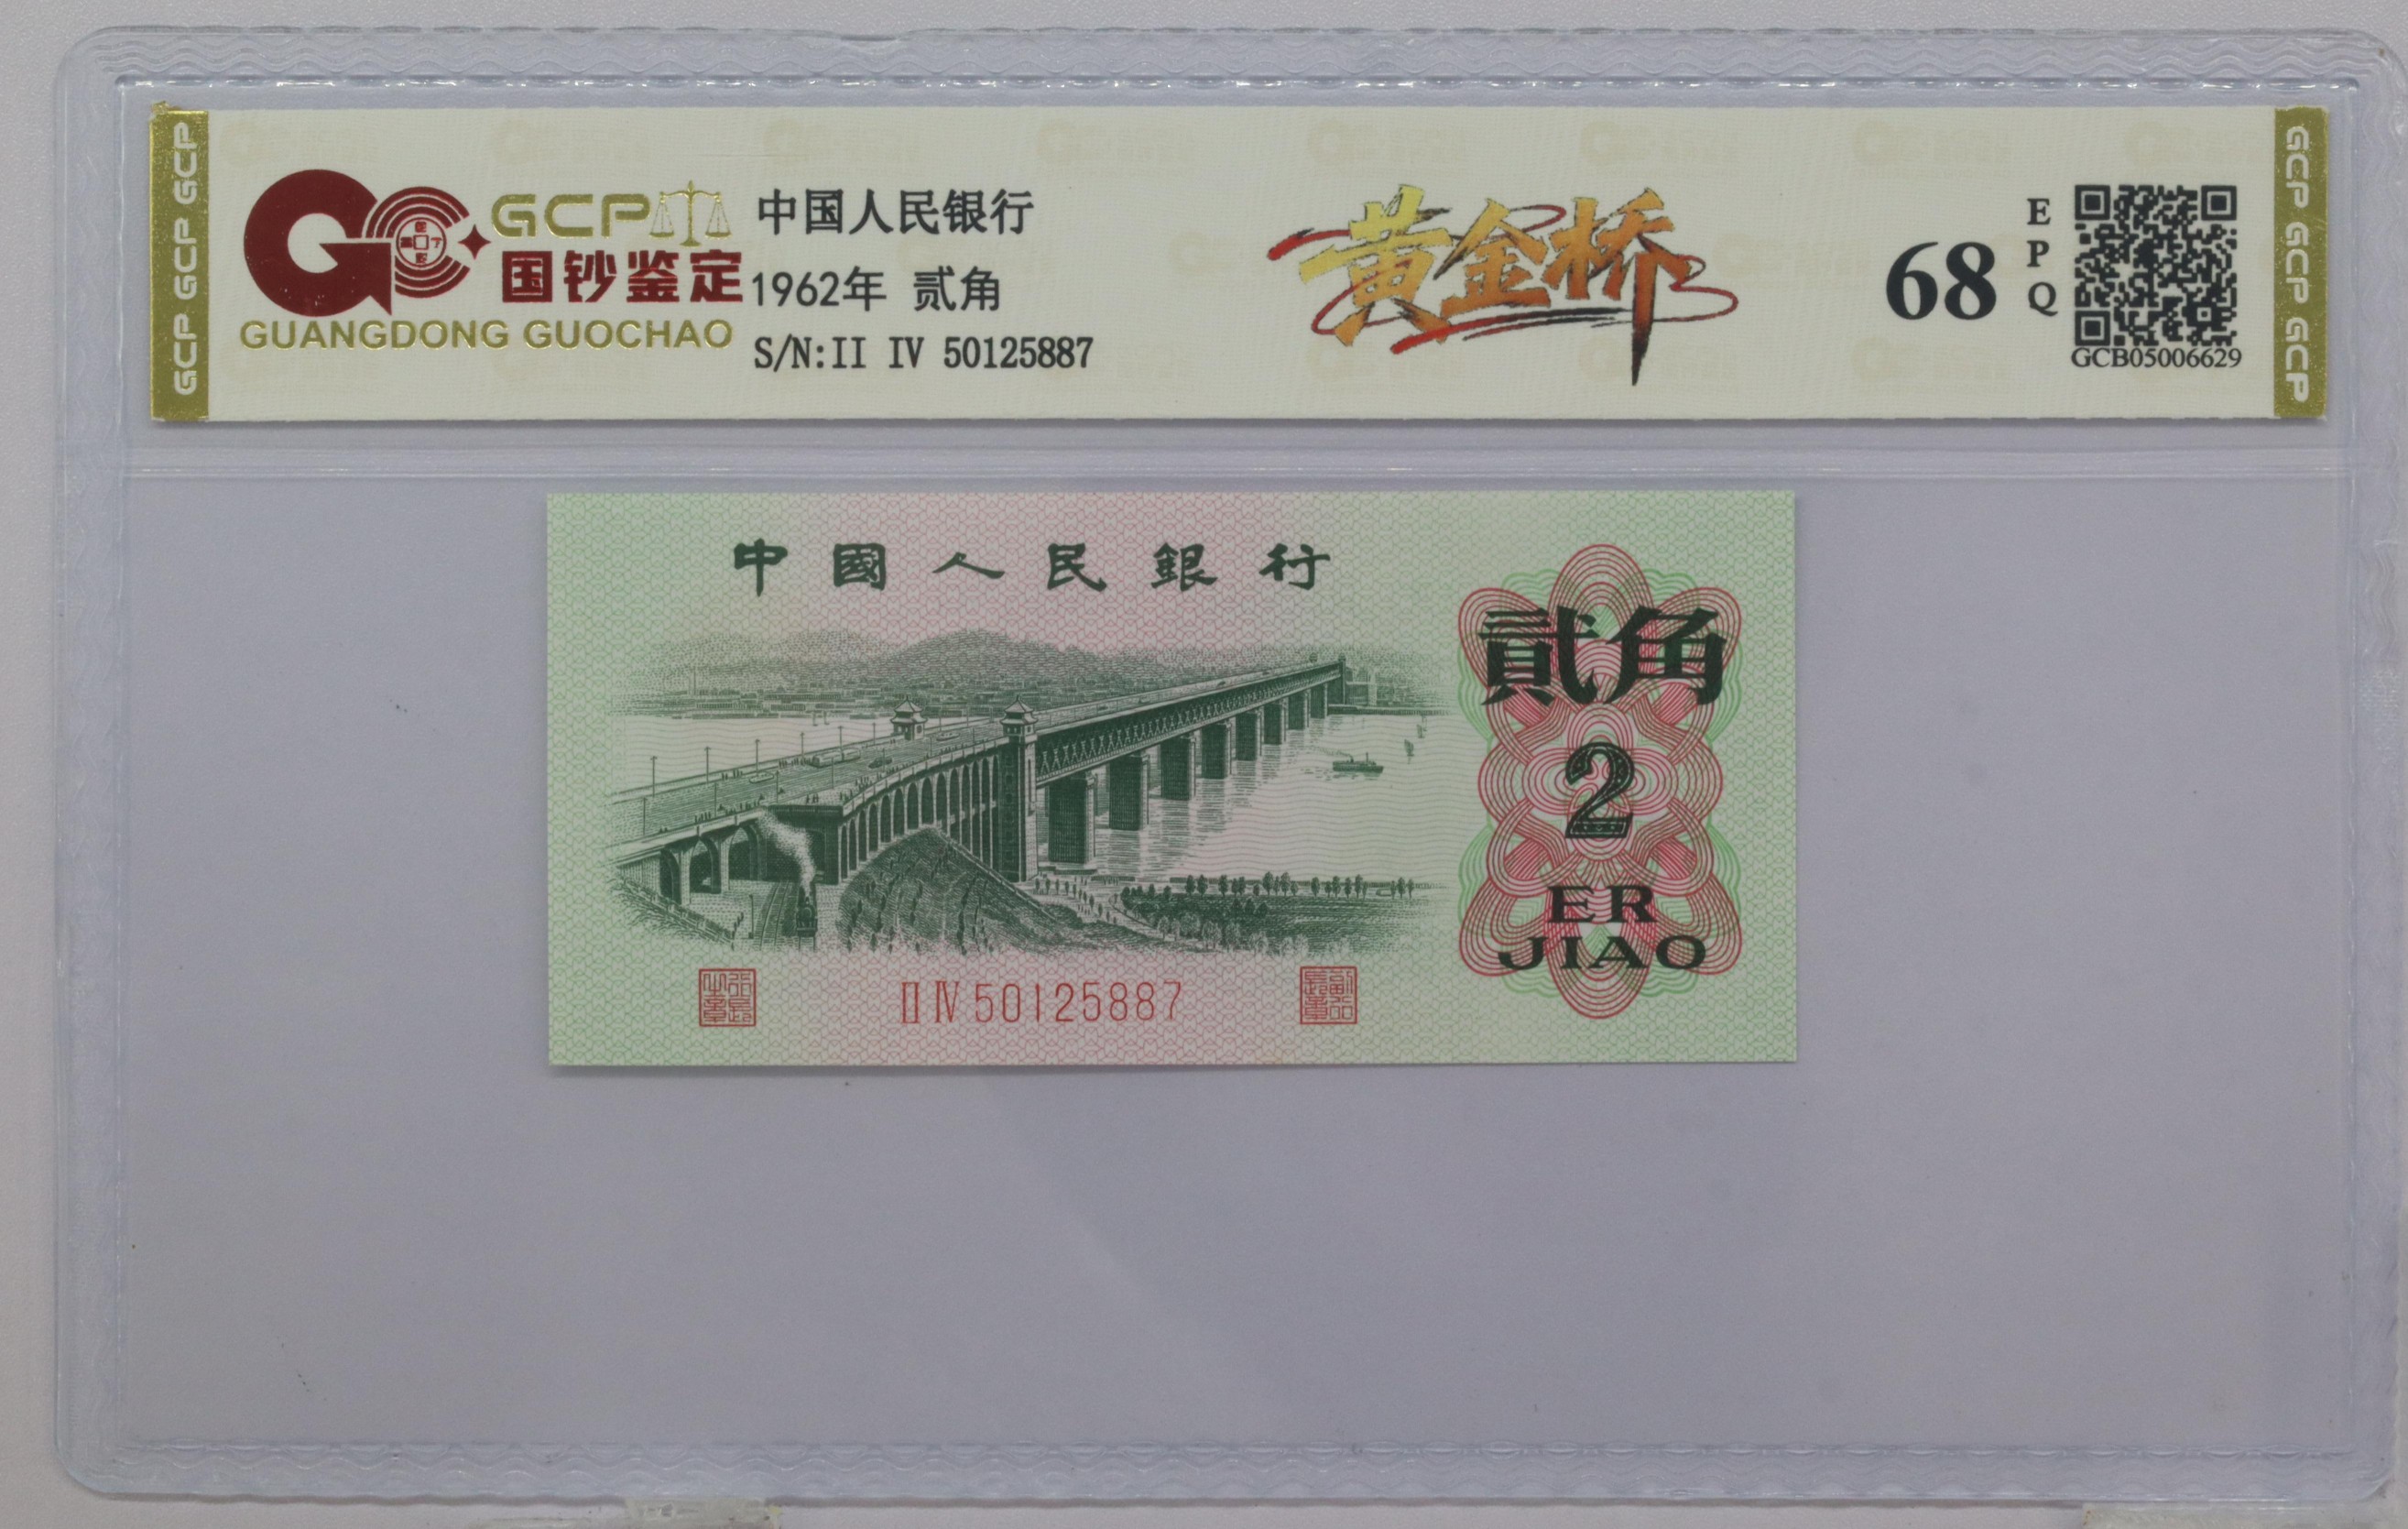 GCP GCP GCP
GCP
国钞鉴定
GUANGDONG GUOCHAO
中国人民银行
1962年 贰角
S/N:II IV 50125887
黄金桥
68
EPQ
GCB05006629
GCP GCP GCP
中國人民銀行
貳角
2
ER
JIAO
II IV 50125887